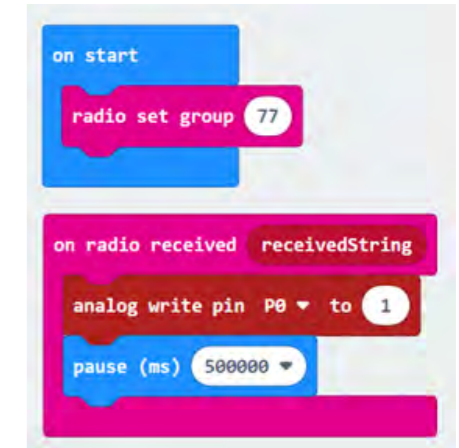 on start
radio set group 77
on radio received receivedString
analog write pin P0 to 1
pause (ms) 500000